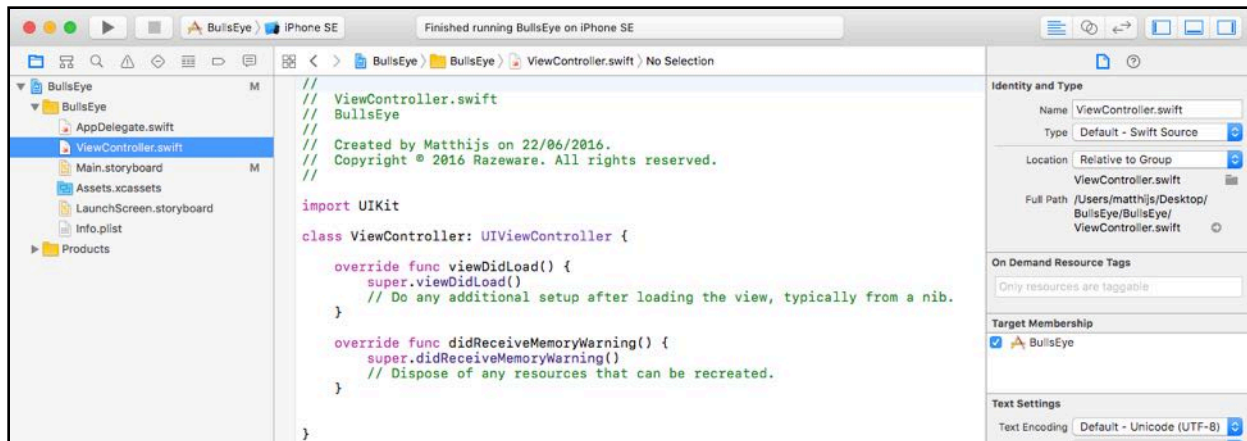 BullsEye 〉 iPhone SE
Finished running BullsEye on iPhone SE
BullsEye 〉 BullsEye 〉 ViewController.swift 〉 No Selection
BullsEye M
BullsEye
AppDelegate.swift
ViewController.swift
Main.storyboard M
Assets.xcassets
LaunchScreen.storyboard
Info.plist
Products
//
//  ViewController.swift
//  BullsEye
//
//  Created by Matthijs on 22/06/2016.
//  Copyright © 2016 Razeware. All rights reserved.
//
import UIKit
class ViewController: UIViewController {
    override func viewDidLoad() {
        super.viewDidLoad()
        // Do any additional setup after loading the view, typically from a nib.
    }
    override func didReceiveMemoryWarning() {
        super.didReceiveMemoryWarning()
        // Dispose of any resources that can be recreated.
    }
}
Identity and Type
Name ViewController.swift
Type Default - Swift Source
Location Relative to Group
ViewController.swift
Full Path /Users/matthijs/Desktop/
BullsEye/BullsEye/
ViewController.swift
On Demand Resource Tags
Only resources are taggable
Target Membership
BullsEye
Text Settings
Text Encoding Default - Unicode (UTF-8)